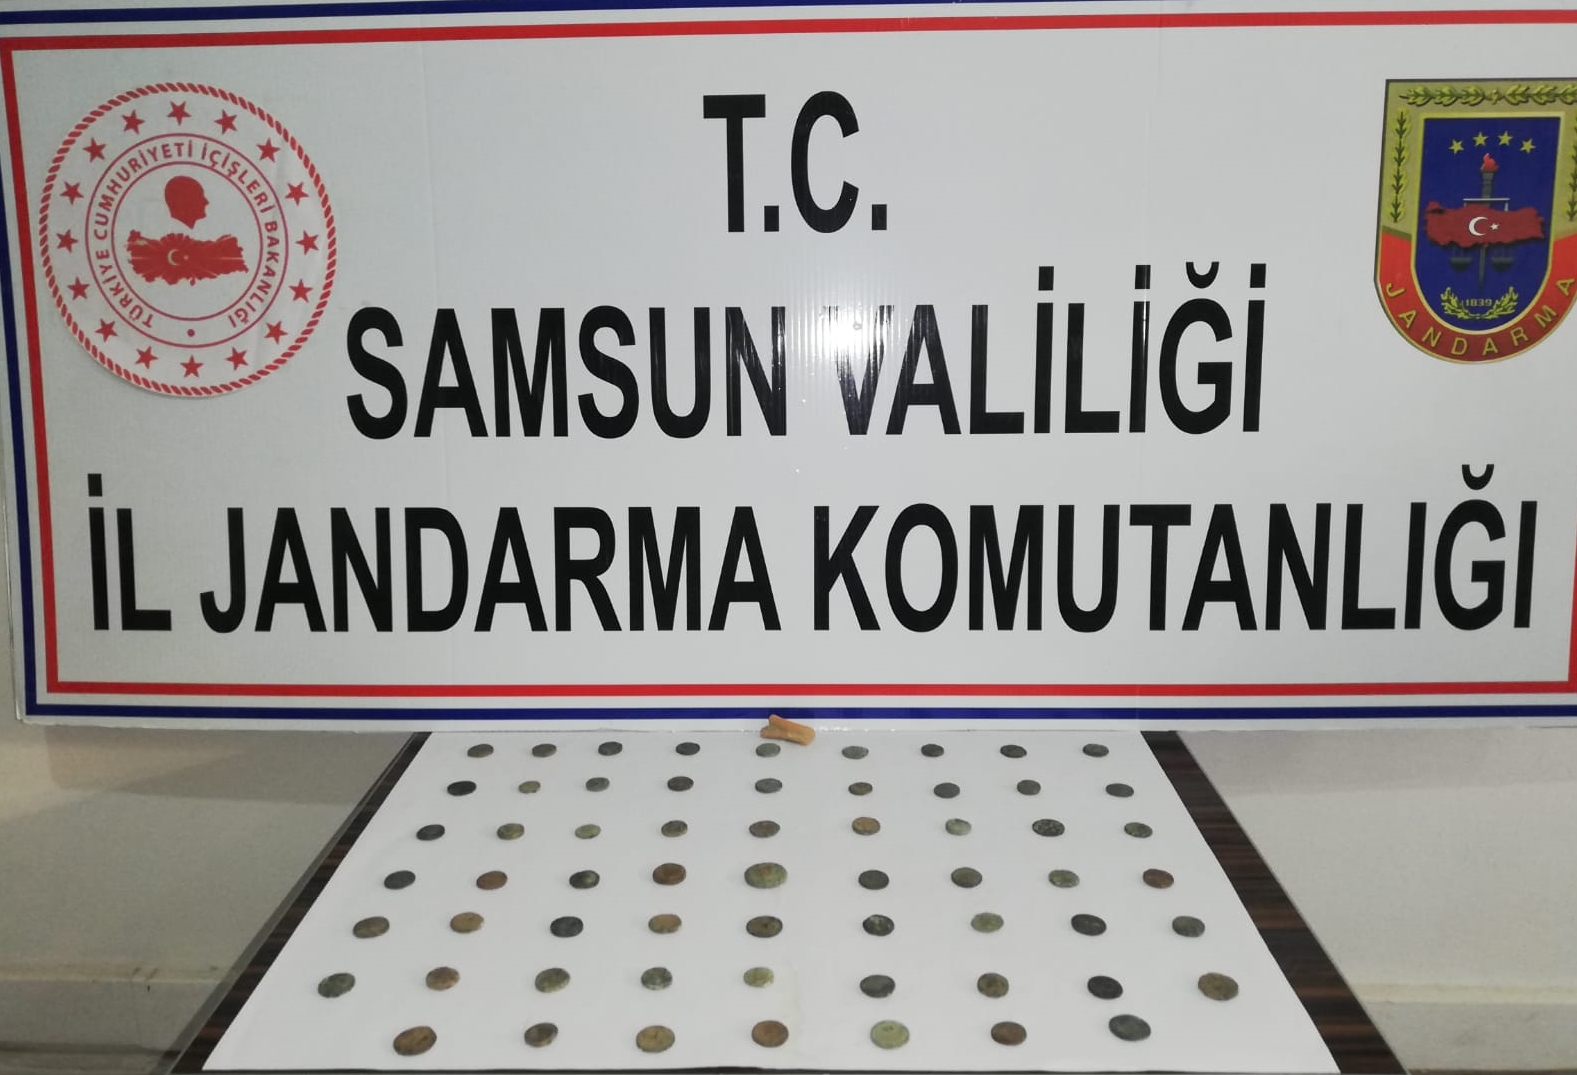 T.C.
SAMSUN VALİLİĞİ
İL JANDARMA KOMUTANLIĞI
TÜRKİYE CUMHURİYETİ İÇİŞLERİ BAKANLIĞI
1839
JANDARMA